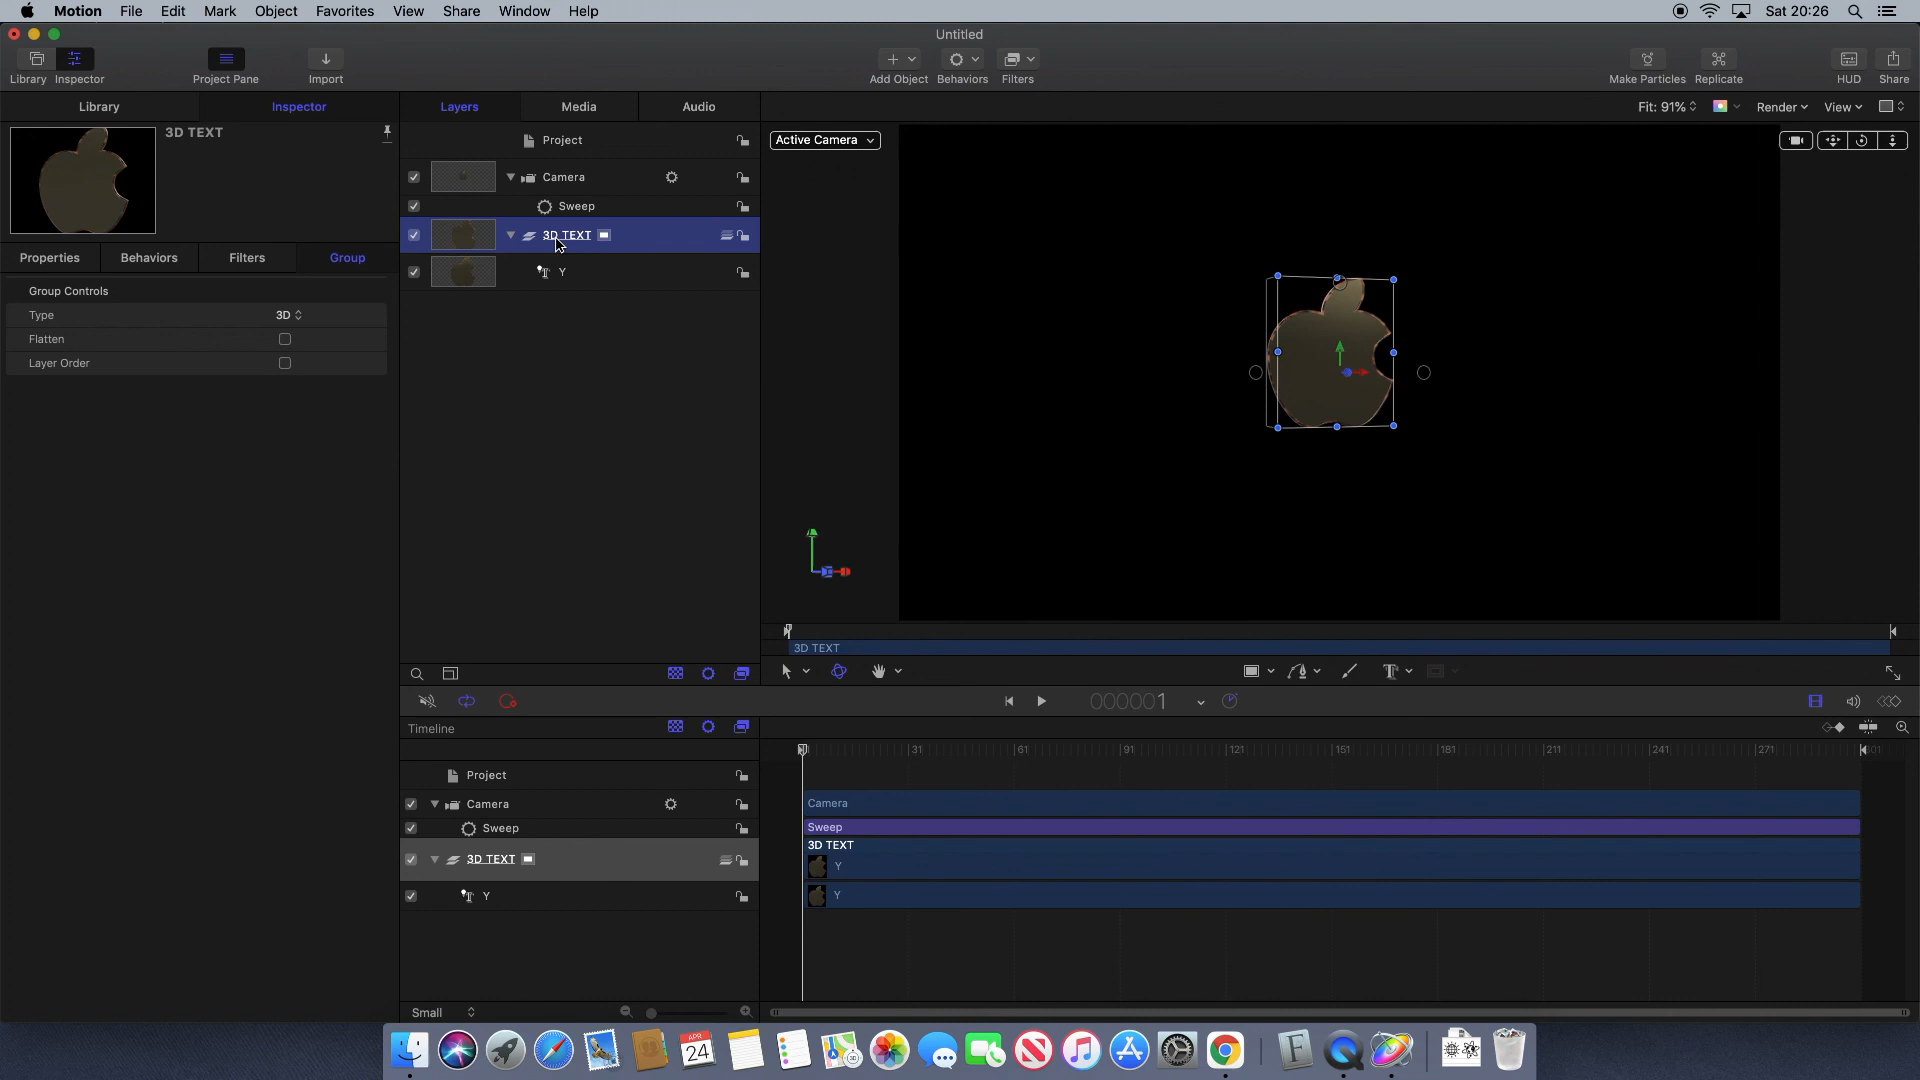 Motion File Edit Mark Object Favorites View Share Window Help Sat 20:26
Untitled
Library Inspector Project Pane Import Add Object Behaviors Filters Make Particles Replicate HUD Share
Library Inspector Layers Media Audio Fit: 91% Render View
3D TEXT
Project
Active Camera
Camera
Sweep
3D TEXT
Properties Behaviors Filters Group
Y
Group Controls
Type 3D
Flatten
Layer Order
3D TEXT
000001
Timeline
31 61 91 121 151 181 211 241 271 301
Project
Camera Camera
Sweep Sweep
3D TEXT 3D TEXT
Y
Y Y
Small
APR
24